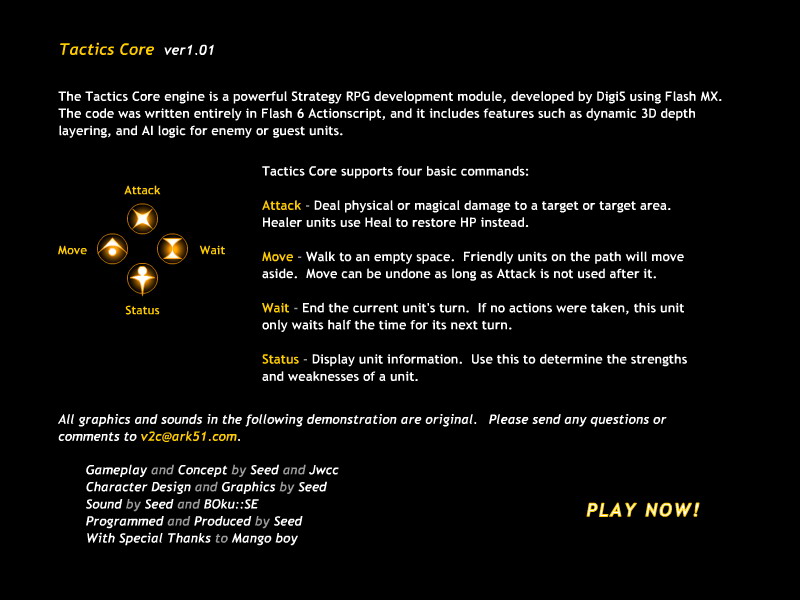 Tactics Core ver1.01
The Tactics Core engine is a powerful Strategy RPG development module, developed by DigiS using Flash MX.
The code was written entirely in Flash 6 Actionscript, and it includes features such as dynamic 3D depth
layering, and AI logic for enemy or guest units.
Attack
Move
Wait
Status
Tactics Core supports four basic commands:
Attack - Deal physical or magical damage to a target or target area.
Healer units use Heal to restore HP instead.
Move - Walk to an empty space. Friendly units on the path will move
aside. Move can be undone as long as Attack is not used after it.
Wait - End the current unit's turn. If no actions were taken, this unit
only waits half the time for its next turn.
Status - Display unit information. Use this to determine the strengths
and weaknesses of a unit.
All graphics and sounds in the following demonstration are original. Please send any questions or
comments to v2c@ark51.com.
Gameplay and Concept by Seed and Jwcc
Character Design and Graphics by Seed
Sound by Seed and BOku::SE
Programmed and Produced by Seed
With Special Thanks to Mango boy
PLAY NOW!